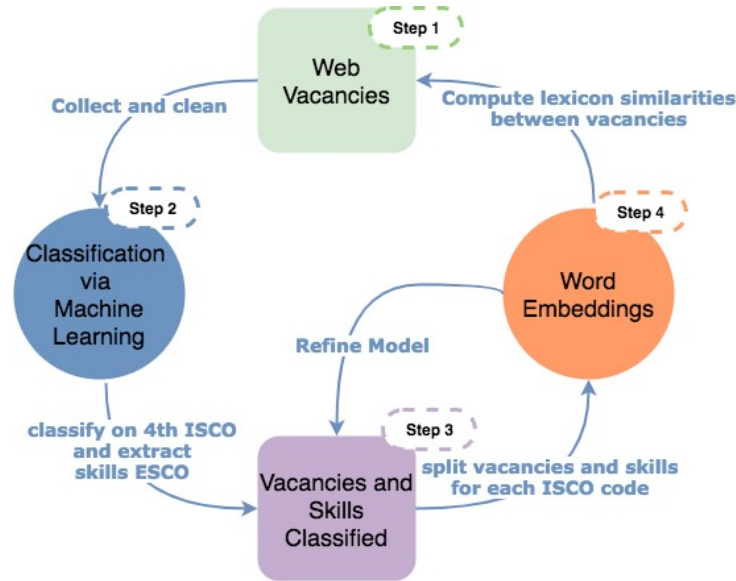 Step 1
Web
Vacancies
Collect and clean
Compute lexicon similarities
between vacancies
Step 2
Classification
via
Machine
Learning
Step 4
Word
Embeddings
Refine Model
classify on 4th ISCO
and extract
skills ESCO
Step 3
Vacancies and
Skills
Classified
split vacancies and skills
for each ISCO code